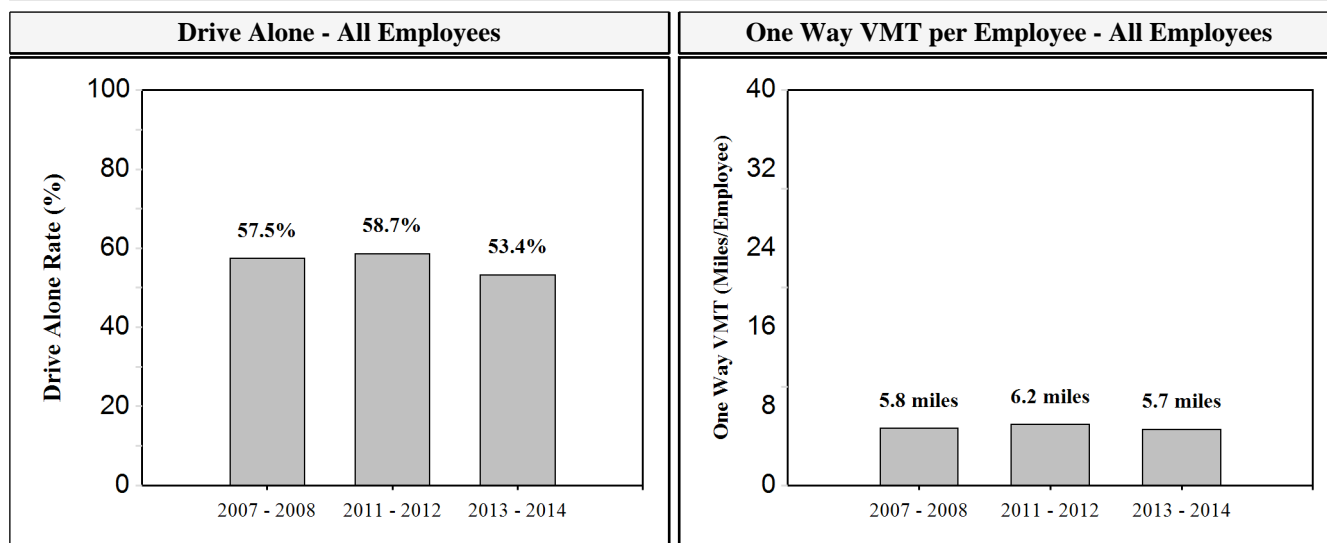 Drive Alone - All Employees
One Way VMT per Employee - All Employees
Drive Alone Rate (%)
100
80
60
40
20
0
57.5%
58.7%
53.4%
2007 - 2008
2011 - 2012
2013 - 2014
One Way VMT (Miles/Employee)
40
32
24
16
8
0
5.8 miles
6.2 miles
5.7 miles
2007 - 2008
2011 - 2012
2013 - 2014